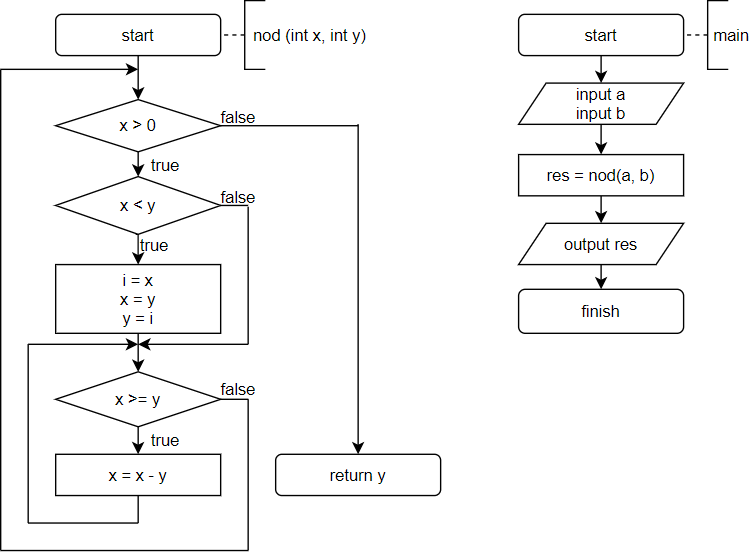 start
nod (int x, int y)
x > 0
false
true
x < y
false
true
i = x
x = y
y = i
x >= y
false
true
x = x - y
return y
start
main
input a
input b
res = nod(a, b)
output res
finish